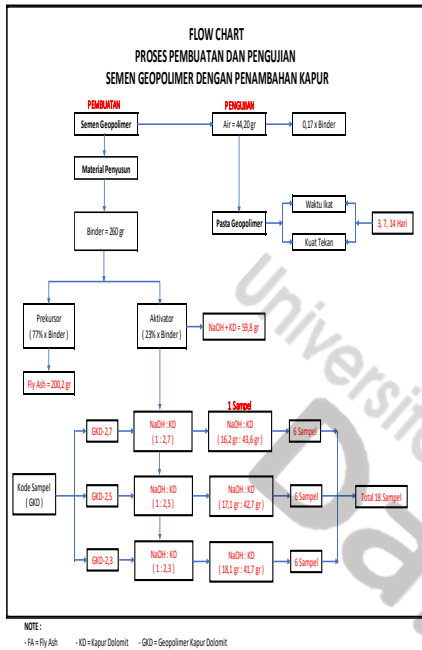 FLOW CHART
PROSES PEMBUATAN DAN PENGUJIAN
SEMEN GEOPOLIMER DENGAN PENAMBAHAN KAPUR
PEMBUATAN
PENGUJIAN
Semen Geopolimer
Air = 44,20 gr
0,17 x Binder
Material Penyusun
Binder = 260 gr
Pasta Geopolimer
Waktu Ikat
Kuat Tekan
3, 7, 14 Hari
Prekursor
( 77% x Binder )
Aktivator
( 23% x Binder )
NaOH + KD = 59,8 gr
Fly Ash = 200,2 gr
1 Sampel
GKD-2,7
NaOH : KD
( 1 : 2,7 )
NaOH : KD
( 16,2 gr : 43,6 gr )
6 Sampel
Kode Sampel
( GKD )
GKD-2,5
NaOH : KD
( 1 : 2,5 )
NaOH : KD
( 17,1 gr : 42,7 gr )
6 Sampel
Total 18 Sampel
GKD-2,3
NaOH : KD
( 1 : 2,3 )
NaOH : KD
( 18,1 gr : 41,7 gr )
6 Sampel
NOTE :
- FA = Fly Ash - KD = Kapur Dolomit - GKD = Geopolimer Kapur Dolomit